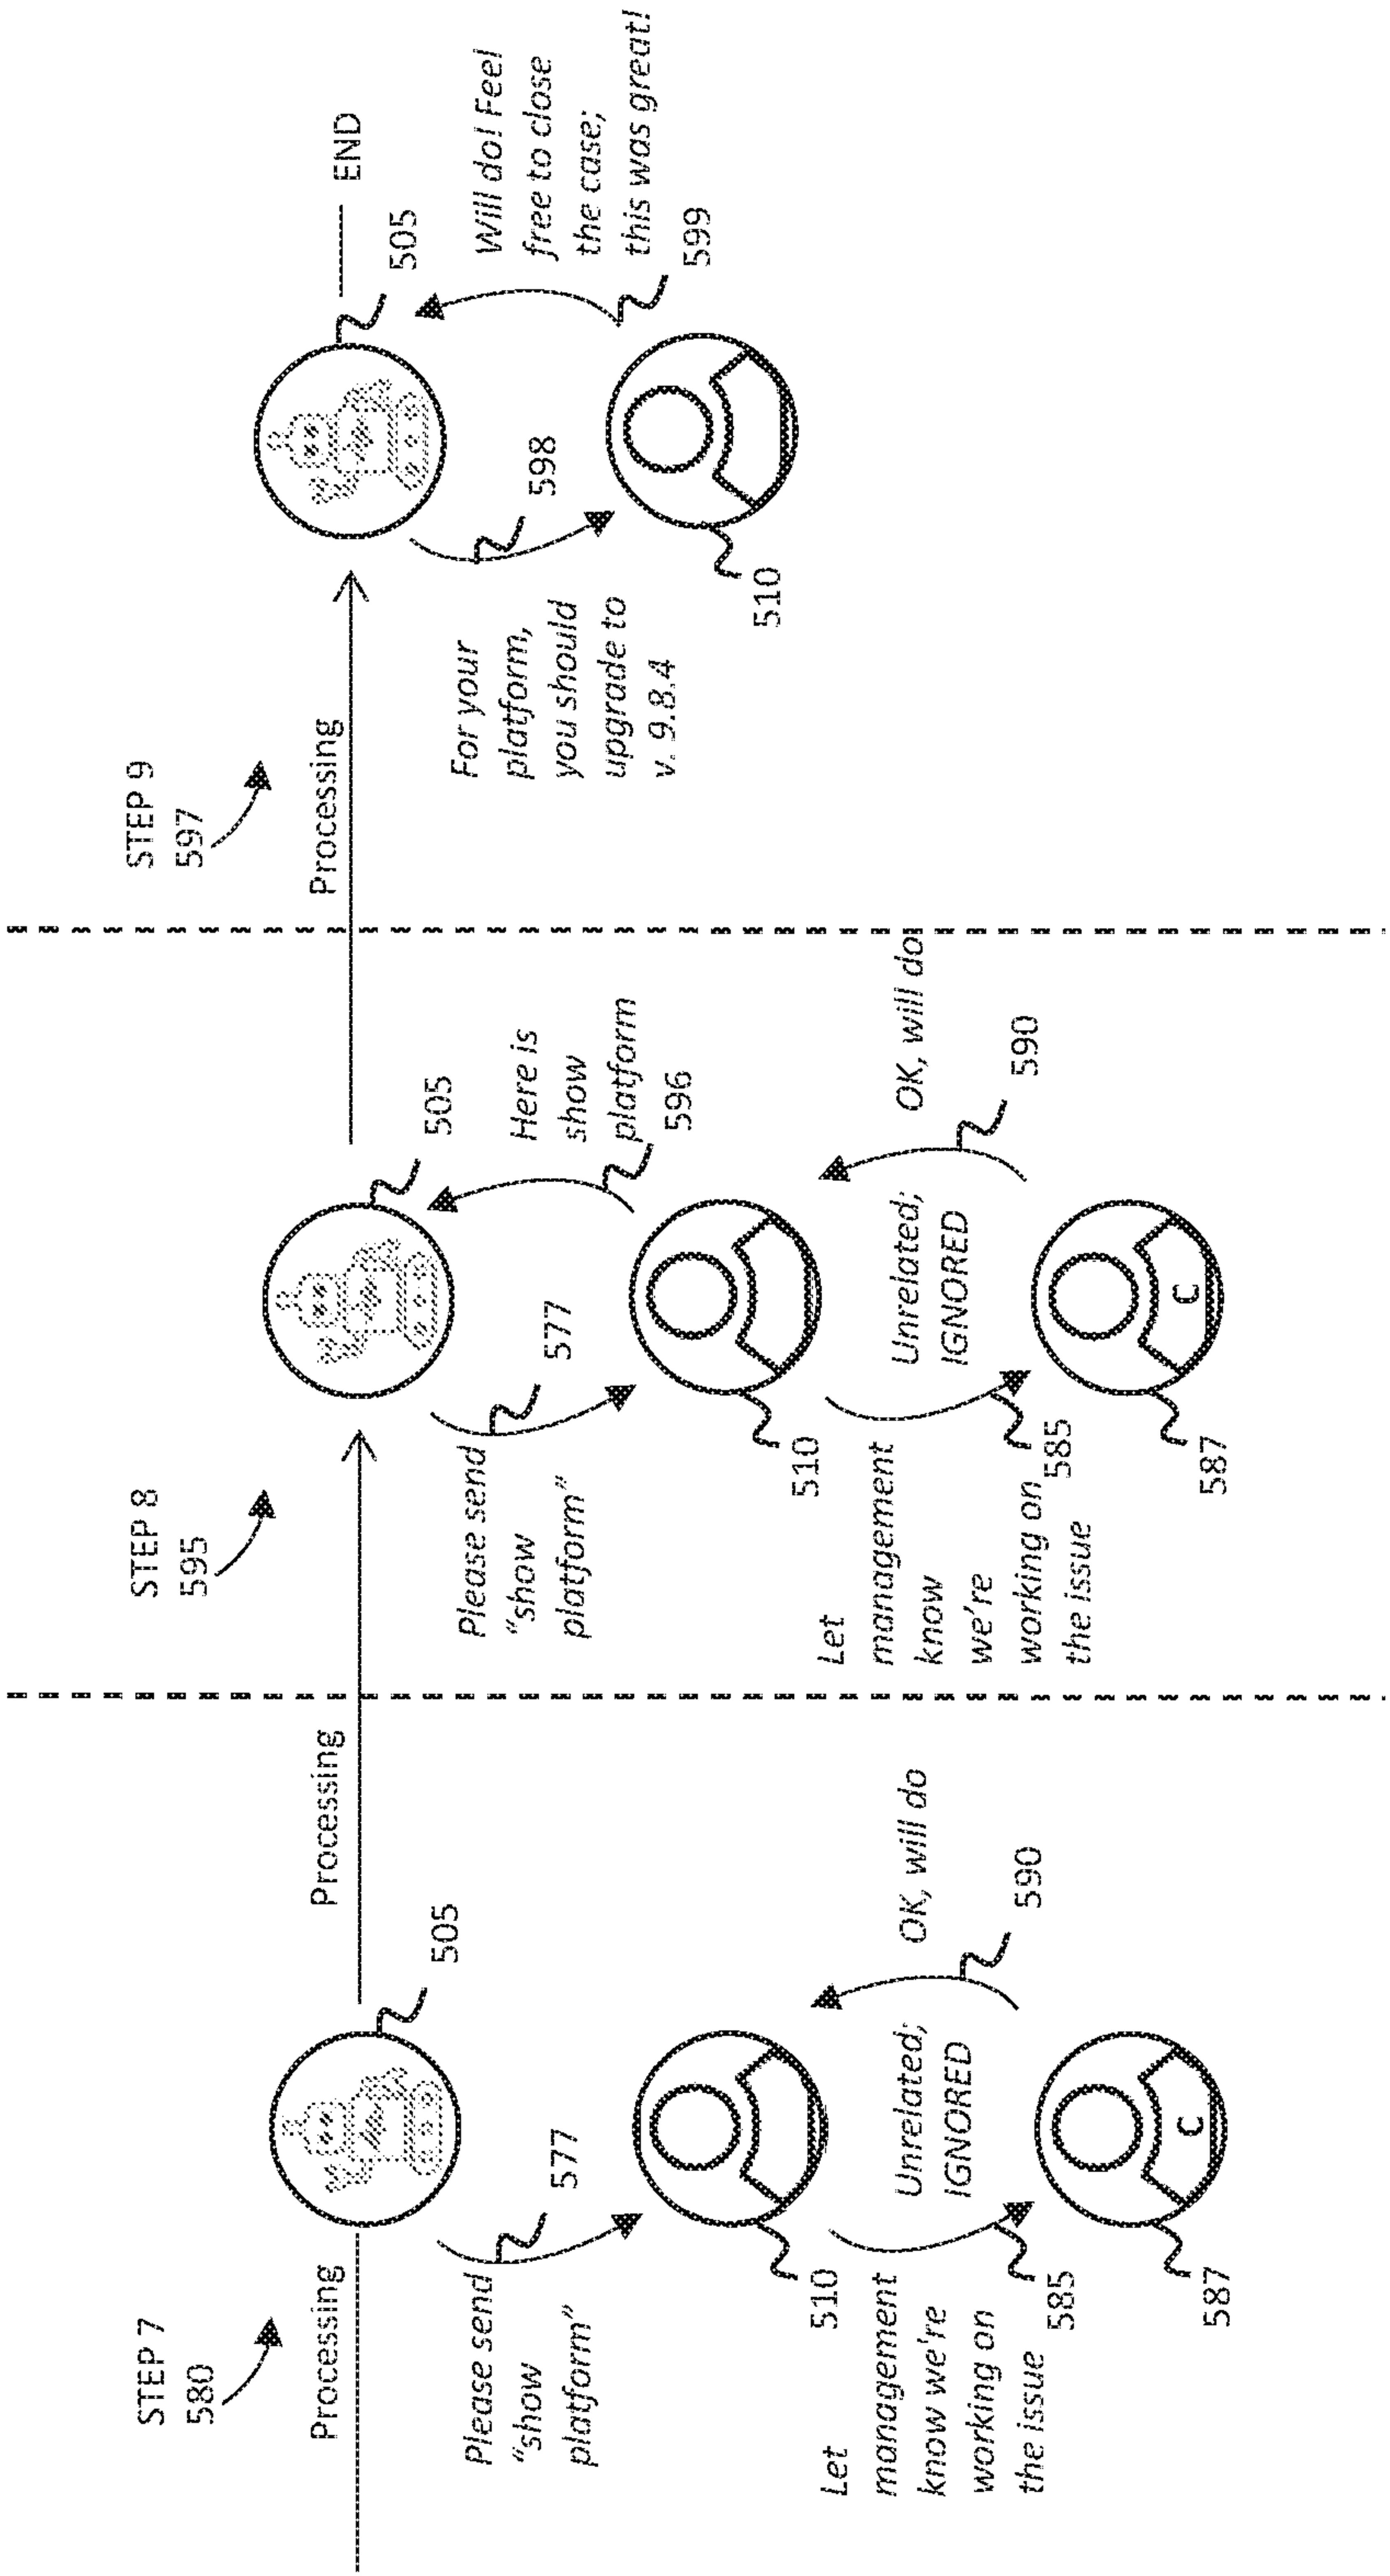 STEP 7
580
Processing
505
Please send
“show
platform”
577
510
Let
management
know we're
working on
the issue
585
Unrelated;
IGNORED
OK, will do
590
587
C
Processing
STEP 8
595
505
Please send
“show
platform”
577
Here is
show
platform
596
510
Let
management
know
we’re
working on
the issue
585
Unrelated;
IGNORED
OK, will do
590
587
C
STEP 9
597
Processing
505
END
For your
platform,
you should
upgrade to
v. 9.8.4
598
Will do! Feel
free to close
the case;
this was great!
599
510